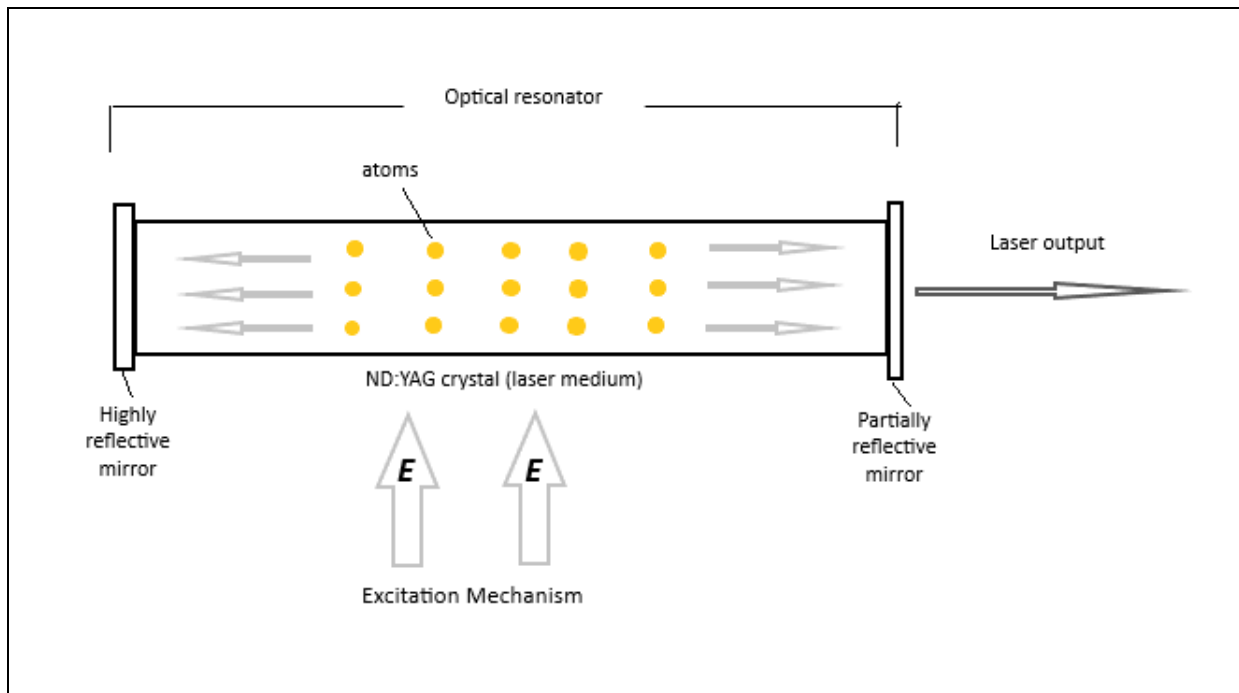 Optical resonator
atoms
Laser output
ND:YAG crystal (laser medium)
Highly
reflective
mirror
Partially
reflective
mirror
E
E
Excitation Mechanism